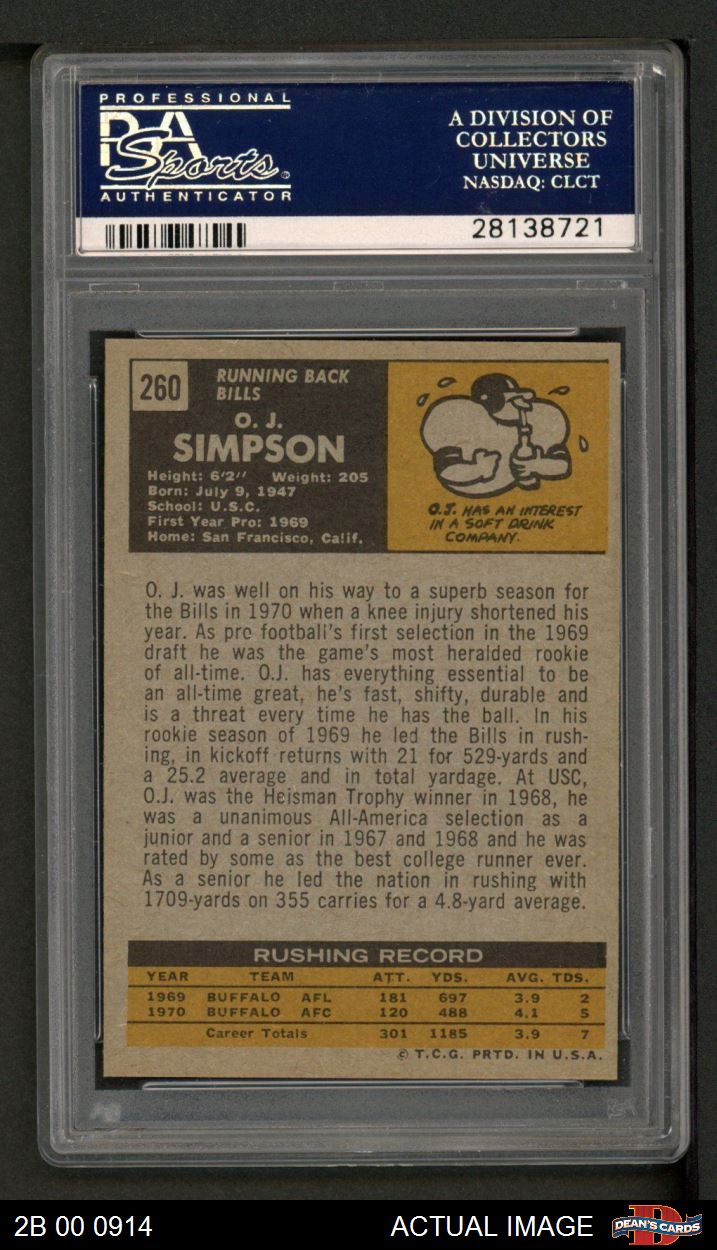 PROFESSIONAL
PSA
Sports®
AUTHENTICATOR
A DIVISION OF
COLLECTORS
UNIVERSE
NASDAQ: CLCT
28138721
260
RUNNING BACK
BILLS
O. J.
SIMPSON
Height: 6'2'' Weight: 205
Born: July 9, 1947
School: U.S.C.
First Year Pro: 1969
Home: San Francisco, Calif.
O.J. HAS AN INTEREST
IN A SOFT DRINK
COMPANY.
O. J. was well on his way to a superb season for
the Bills in 1970 when a knee injury shortened his
year. As pro football's first selection in the 1969
draft he was the game's most heralded rookie
of all-time. O.J. has everything essential to be
an all-time great, he's fast, shifty, durable and
is a threat every time he has the ball. In his
rookie season of 1969 he led the Bills in rush-
ing, in kickoff returns with 21 for 529-yards and
a 25.2 average and in total yardage. At USC,
O.J. was the Heisman Trophy winner in 1968, he
was a unanimous All-America selection as a
junior and a senior in 1967 and 1968 and he was
rated by some as the best college runner ever.
As a senior he led the nation in rushing with
1709-yards on 355 carries for a 4.8-yard average.
RUSHING RECORD
YEAR TEAM ATT. YDS. AVG. TDS.
1969 BUFFALO AFL 181 697 3.9 2
1970 BUFFALO AFC 120 488 4.1 5
Career Totals 301 1185 3.9 7
© T.C.G. PRTD. IN U.S.A.
2B 00 0914
ACTUAL IMAGE
D
DEAN'S CARDS